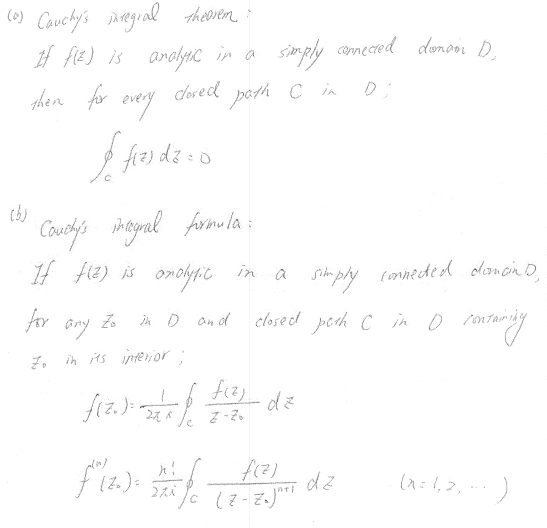 (a) Cauchy's integral theorem :
If f(z) is analytic in a simply connected domain D,
then for every closed path C in D ;
∮_C f(z) dz = 0
(b) Cauchy's integral formula :
If f(z) is analytic in a simply connected domain D,
for any z₀ in D and closed path C in D containing
z₀ in its interior ;
f(z₀) = 1/(2πi) ∮_C f(z)/(z - z₀) dz
f^(n)(z₀) = n!/(2πi) ∮_C f(z)/(z - z₀)^(n+1) dz (n = 1, 2, ⋯ )